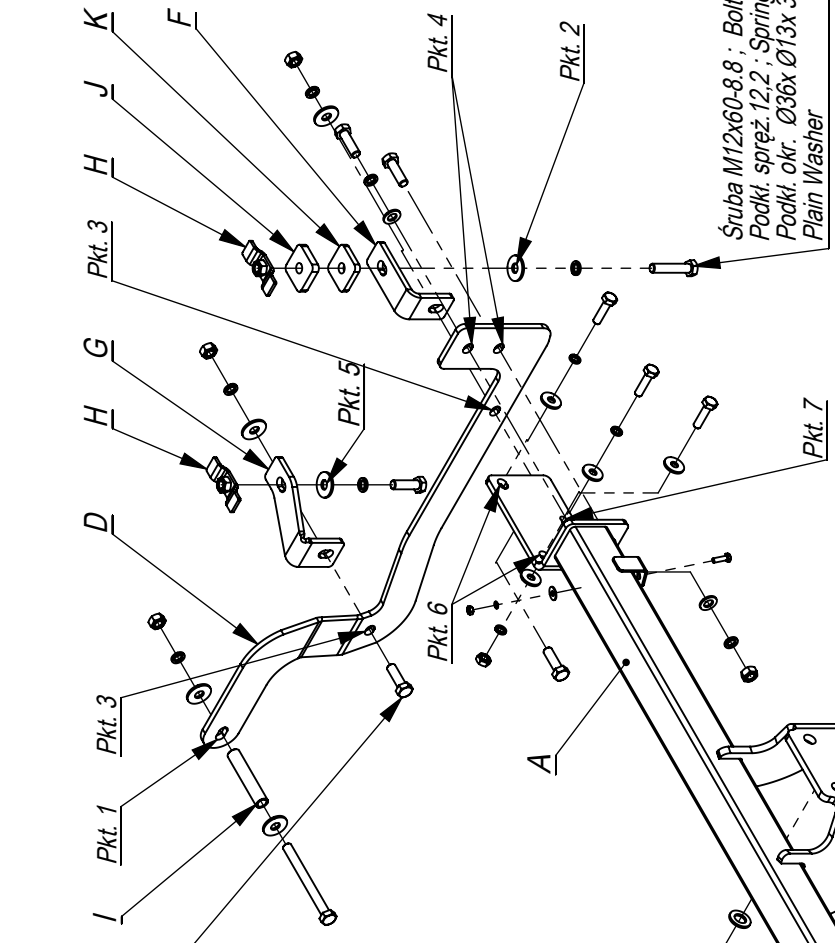 K
F
J
H
Pkt. 3
G
H
D
Pkt. 3
Pkt. 1
I
Pkt. 4
Pkt. 2
Pkt. 5
Pkt. 6
Pkt. 7
A
Śruba M12x60-8.8 ; Bolt
Podkł. spręż.12,2 ; Spring
Podkł. okr. Ø36x Ø13x 3
Plain Washer